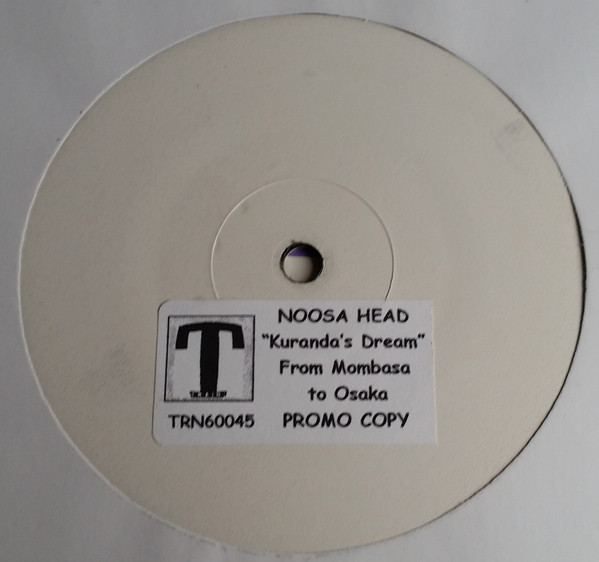 NOOSA HEAD
"Kuranda's Dream"
From Mombasa
to Osaka
T
TRN60045 PROMO COPY